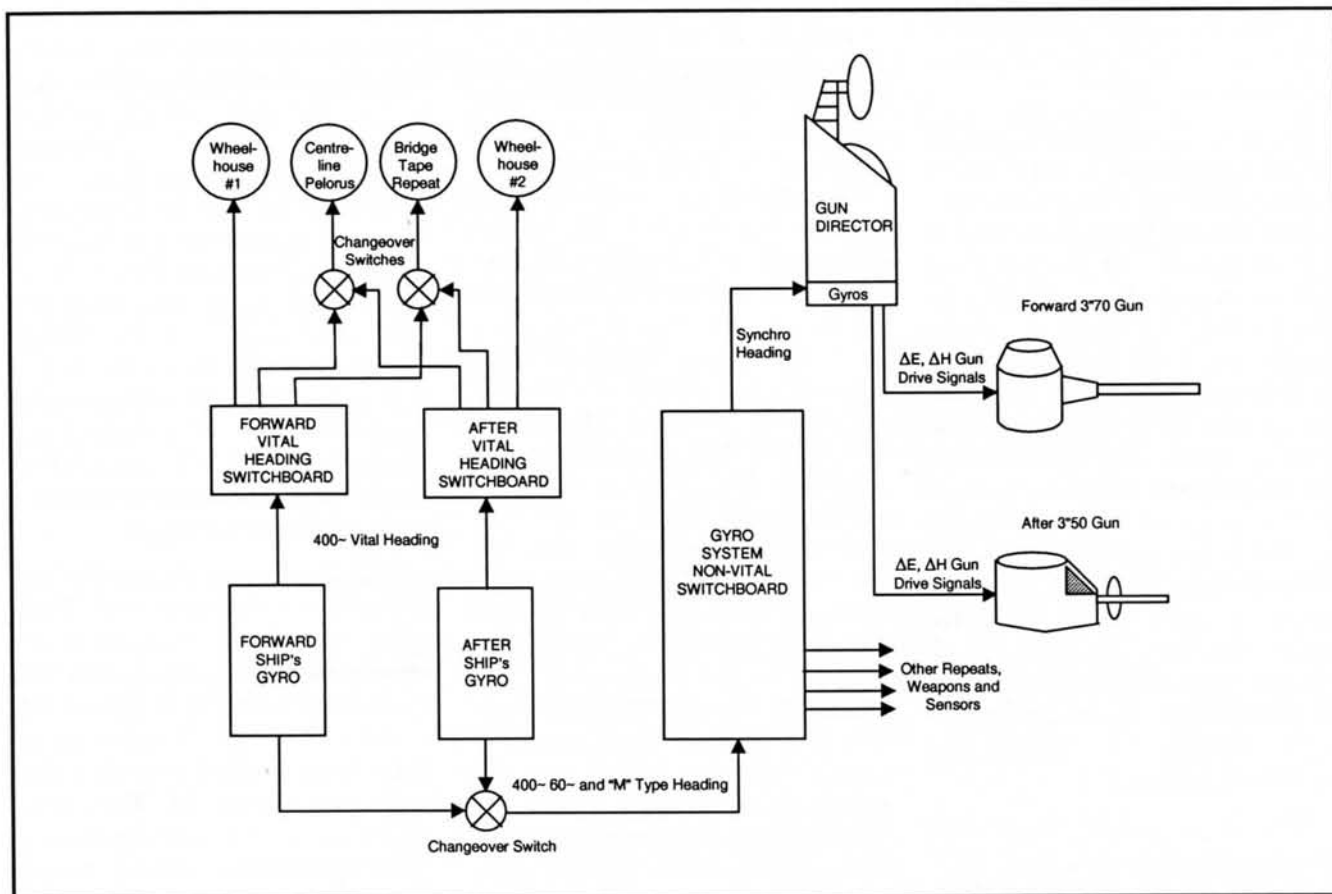 Wheel-
house
#1
Centre-
line
Pelorus
Bridge
Tape
Repeat
Wheel-
house
#2
Changeover
Switches
FORWARD
VITAL
HEADING
SWITCHBOARD
AFTER
VITAL
HEADING
SWITCHBOARD
400~ Vital Heading
FORWARD
SHIP's
GYRO
AFTER
SHIP's
GYRO
400~ 60~ and "M" Type Heading
Changeover Switch
GYRO
SYSTEM
NON-VITAL
SWITCHBOARD
Synchro
Heading
GUN
DIRECTOR
Gyros
Forward 3"70 Gun
ΔE, ΔH Gun
Drive Signals
After 3"50 Gun
ΔE, ΔH Gun
Drive Signals
Other Repeats,
Weapons and
Sensors